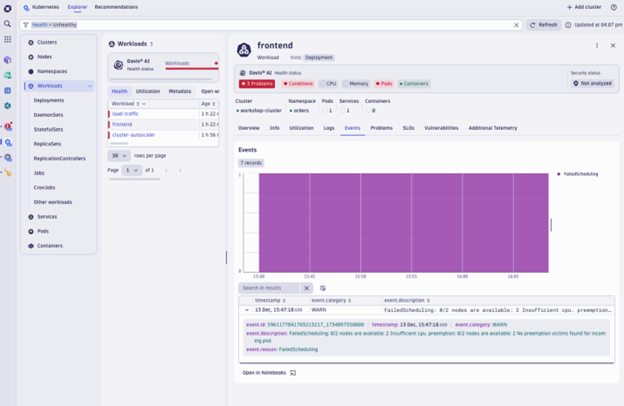 Kubernetes Explorer Recommendations + Add cluster
Health = Unhealthy Refresh Updated at 04:07 pm
Clusters
Nodes
Namespaces
Workloads
Deployments
DaemonSets
StatefulSets
ReplicaSets
ReplicationControllers
Jobs
CronJobs
Other workloads
Services
Pods
Containers
Workloads 3
Davis® AI
Health status
Workloads
Health Utilization Metadata Open wi
Workload Age
load-traffic 1 h 22
frontend 1 h 22
cluster-autoscaler 1 h 56
50 rows per page
Page 1 of 1
frontend
Workload Kind Deployment
Davis® AI Health status
3 Problems Conditions CPU Memory Pods Containers
Security status
Not analyzed
Cluster Namespace Pods Services Containers
workshop-cluster orders 1 1 0
Overview Info Utilization Logs Events Problems SLOs Vulnerabilities Additional Telemetry
Events
7 records
1
FailedScheduling
15:40 15:45 15:50 15:55 16:00 16:05
Search in results
timestamp event.category event.description
13 Dec, 15:47:18 WARN FailedScheduling: 0/2 nodes are available: 2 Insufficient cpu. preemption...
event.id: timestamp: 13 Dec, 15:47:18 event.category: WARN
event.description: FailedScheduling: 0/2 nodes are available: 2 Insufficient cpu. preemption: 0/2 nodes are available: 2 No preemption victims found for incom
ing pod.
event.reason: FailedScheduling
Open in Notebooks